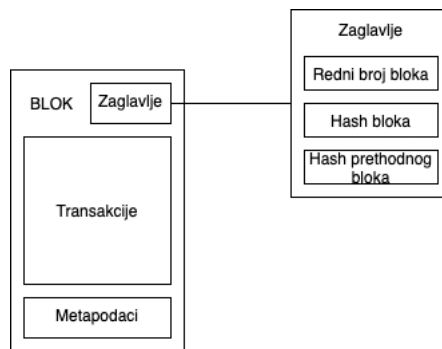 BLOK
Zaglavlje
Transakcije
Metapodaci
Zaglavlje
Redni broj bloka
Hash bloka
Hash prethodnog
bloka